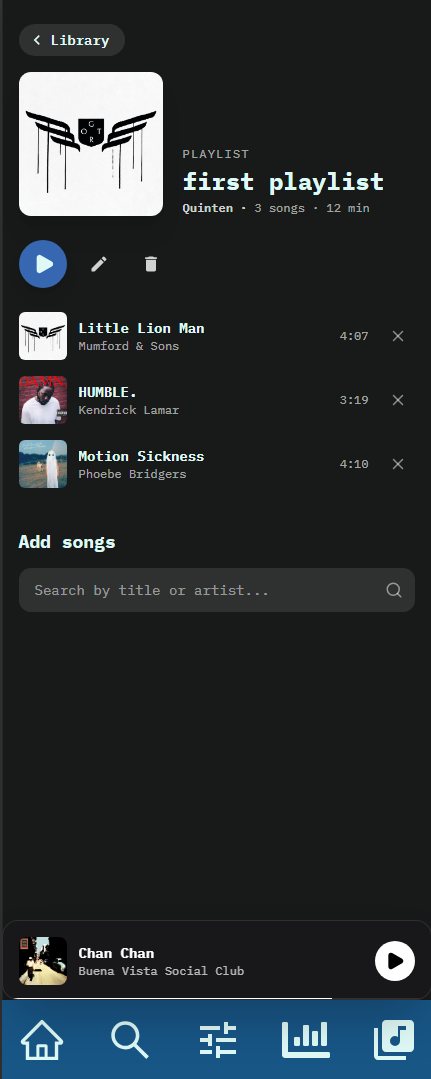 Library
G
O T
R
PLAYLIST
first playlist
Quinten · 3 songs · 12 min
Little Lion Man
4:07
Mumford & Sons
HUMBLE.
3:19
Kendrick Lamar
Motion Sickness
4:10
Phoebe Bridgers
Add songs
Search by title or artist...
Chan Chan
Buena Vista Social Club